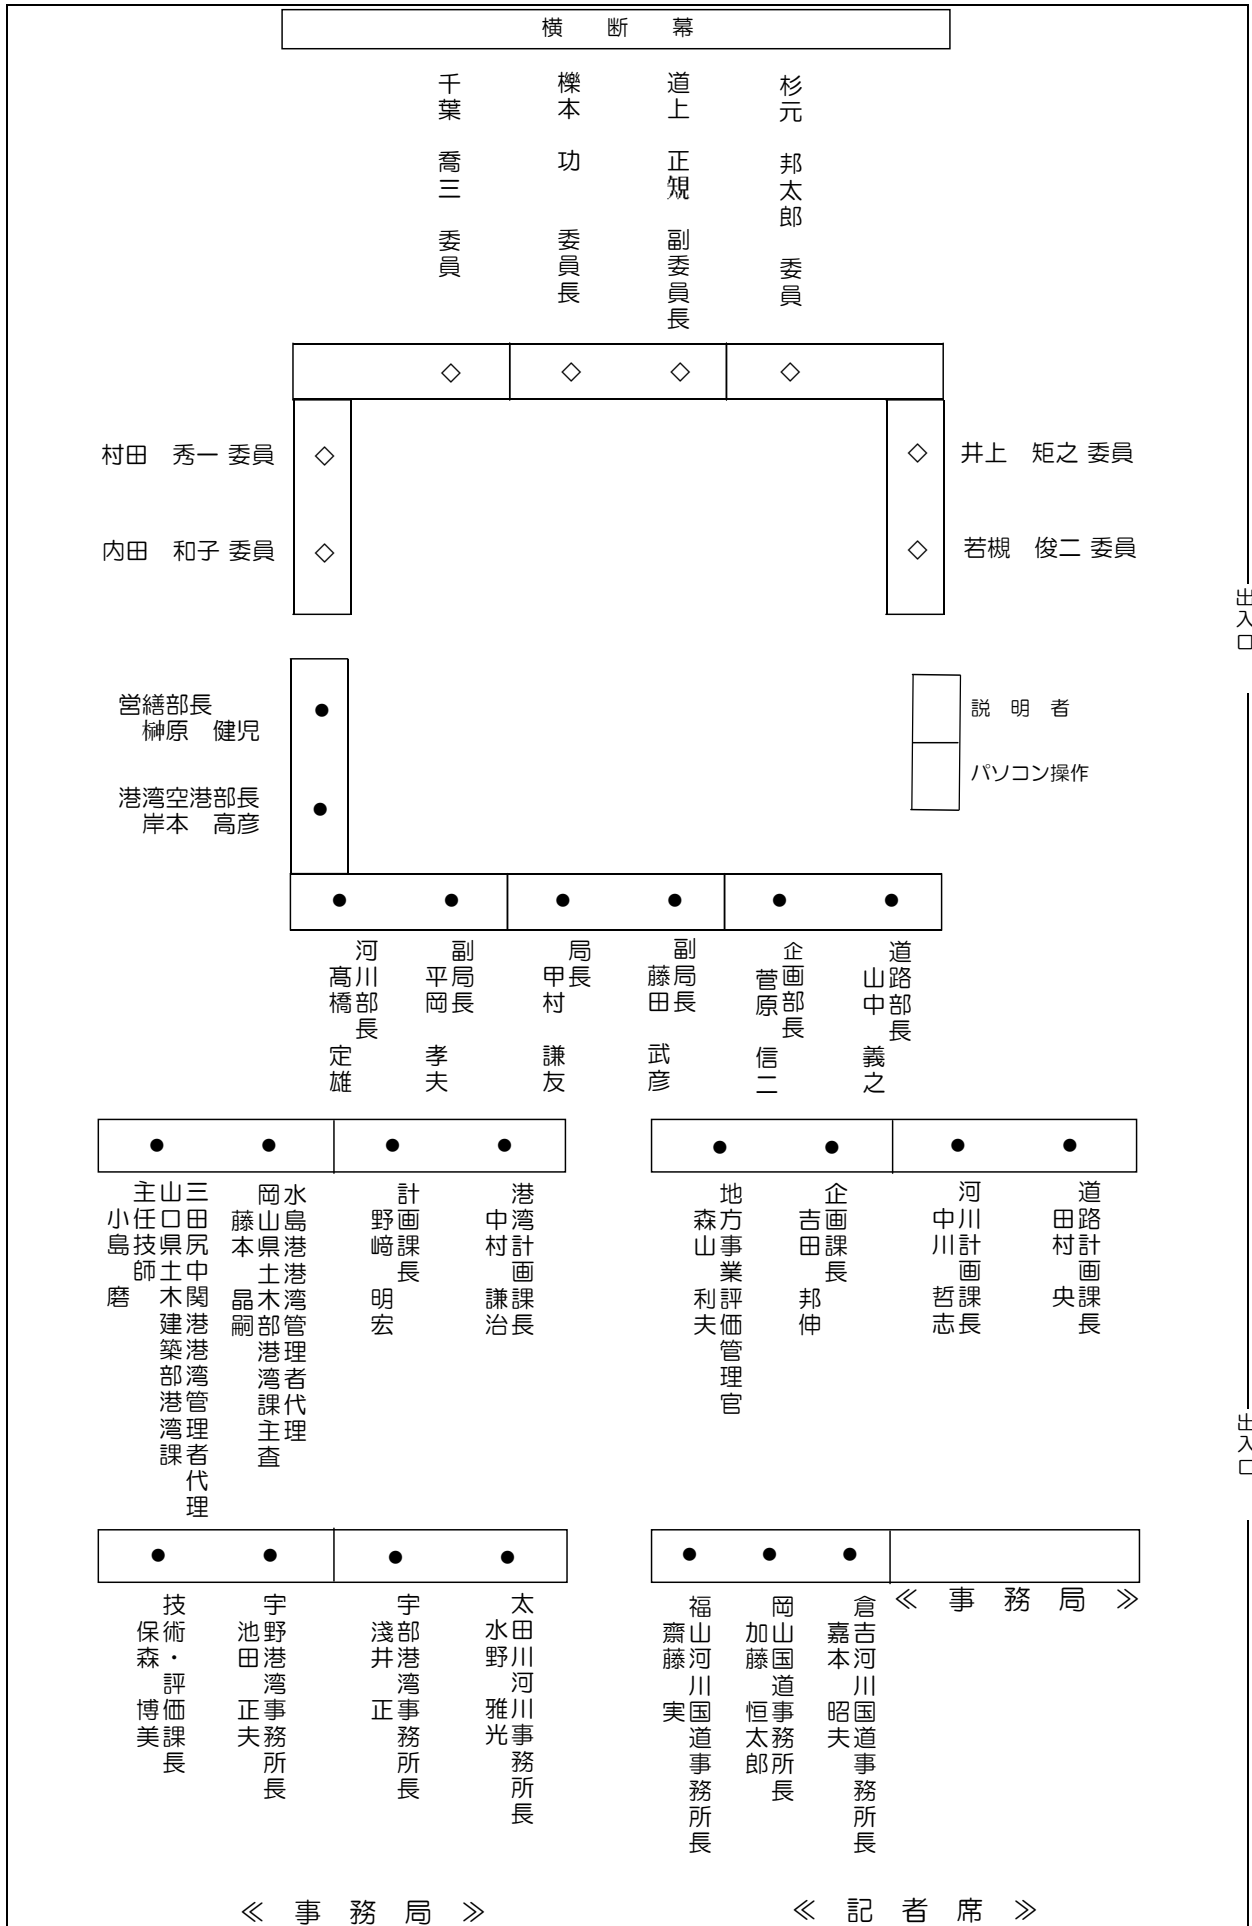 横　断　幕
千葉　喬三　委員
櫟本　功　　委員長
道上　正䂓　副委員長
杉元　邦太郎　委員
村田　秀一 委員
井上　矩之 委員
内田　和子 委員
若槻　俊二 委員
出入口
営繕部長
榊原　健児
説　明　者
パソコン操作
港湾空港部長
岸本　高彦
河川部長
髙橋　定雄
副局長
平岡　孝夫
局長
甲村　謙友
副局長
藤田　武彦
企画部長
菅原　信二
道路部長
山中　義之
三田尻中関港港湾管理者代理
山口県土木建築部港湾課
主任技師
小島　磨
水島港港湾管理者代理
岡山県土木部港湾課主査
藤本　晶嗣
計画課長
野﨑　明宏
港湾計画課長
中村　謙治
地方事業評価管理官
森山　利夫
企画課長
吉田　邦伸
河川計画課長
中川　哲志
道路計画課長
田村　央
出入口
技術・評価課長
保森　博美
宇野港湾事務所長
池田　正夫
宇部港湾事務所長
淺井　正
太田川河川事務所長
水野　雅光
福山河川国道事務所長
齋藤　実
岡山国道事務所長
加藤　恒太郎
倉吉河川国道事務所長
嘉本　昭夫
≪　事　務　局　≫
≪　事　務　局　≫
≪　記　者　席　≫